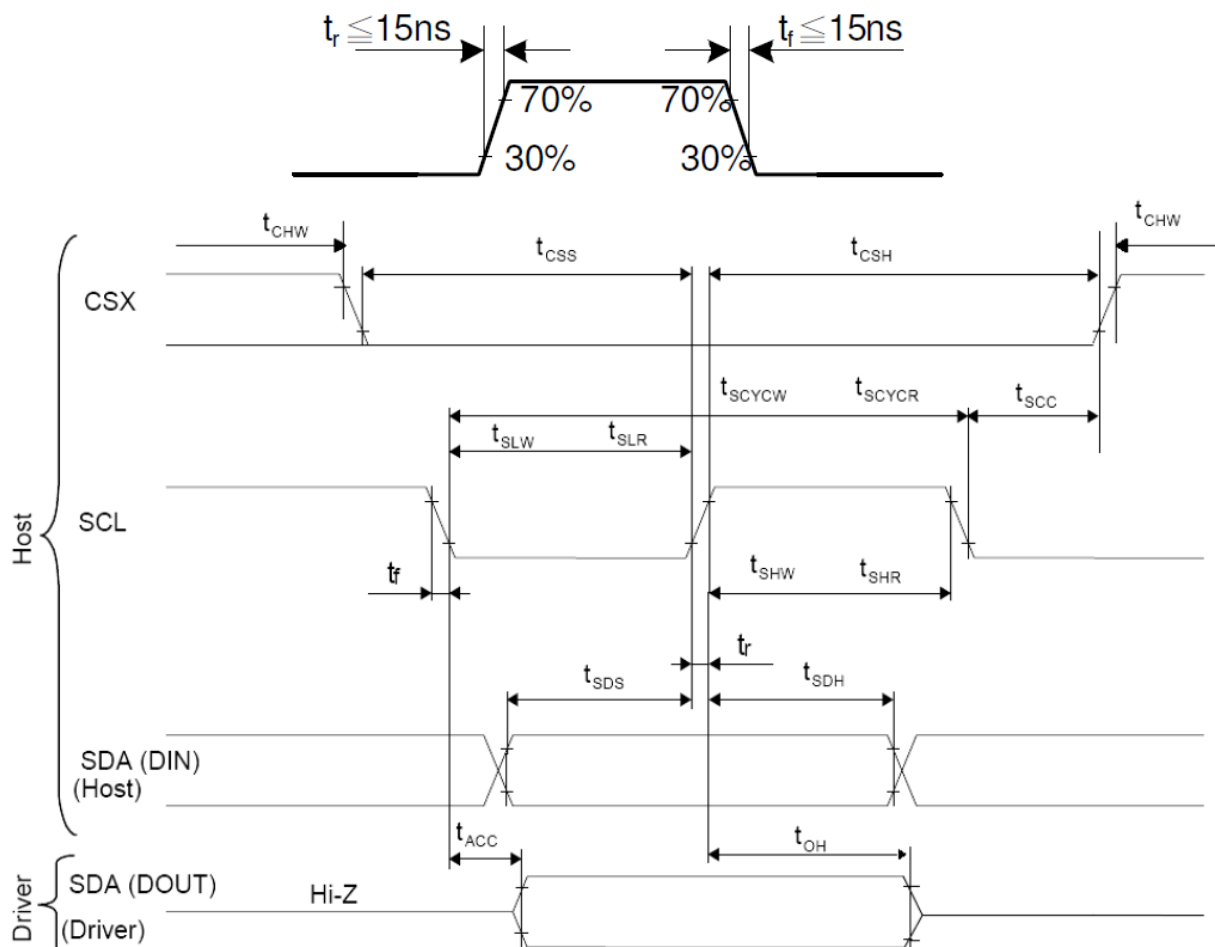 tr ≦15ns
tf ≦15ns
70%
70%
30%
30%
tCHW
tCHW
tCSS
tCSH
CSX
tSCYCW
tSCYCR
tSCC
tSLW
tSLR
Host
SCL
tf
tSHW
tSHR
tr
tSDS
tSDH
SDA (DIN)
(Host)
tACC
tOH
Driver
SDA (DOUT)
Hi-Z
(Driver)